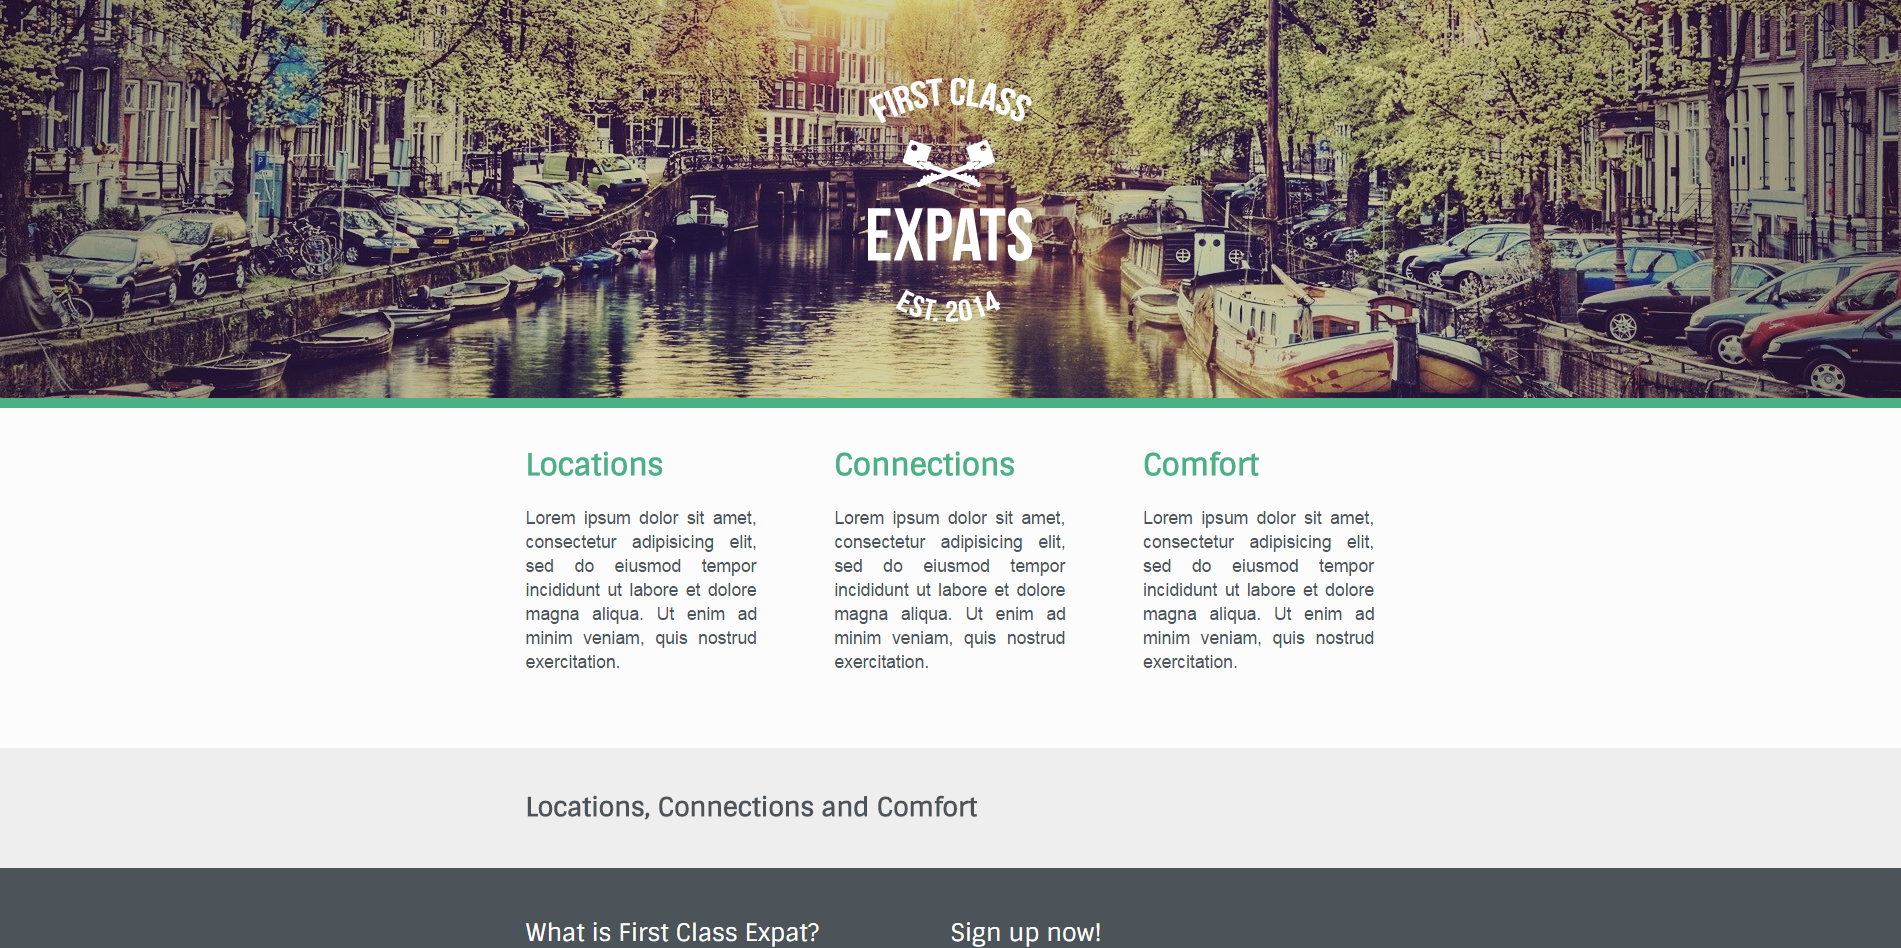 FIRST CLASS
EXPATS
EST. 2014
Locations
Lorem ipsum dolor sit amet,
consectetur adipisicing elit,
sed do eiusmod tempor
incididunt ut labore et dolore
magna aliqua. Ut enim ad
minim veniam, quis nostrud
exercitation.
Connections
Lorem ipsum dolor sit amet,
consectetur adipisicing elit,
sed do eiusmod tempor
incididunt ut labore et dolore
magna aliqua. Ut enim ad
minim veniam, quis nostrud
exercitation.
Comfort
Lorem ipsum dolor sit amet,
consectetur adipisicing elit,
sed do eiusmod tempor
incididunt ut labore et dolore
magna aliqua. Ut enim ad
minim veniam, quis nostrud
exercitation.
Locations, Connections and Comfort
What is First Class Expat?
Sign up now!